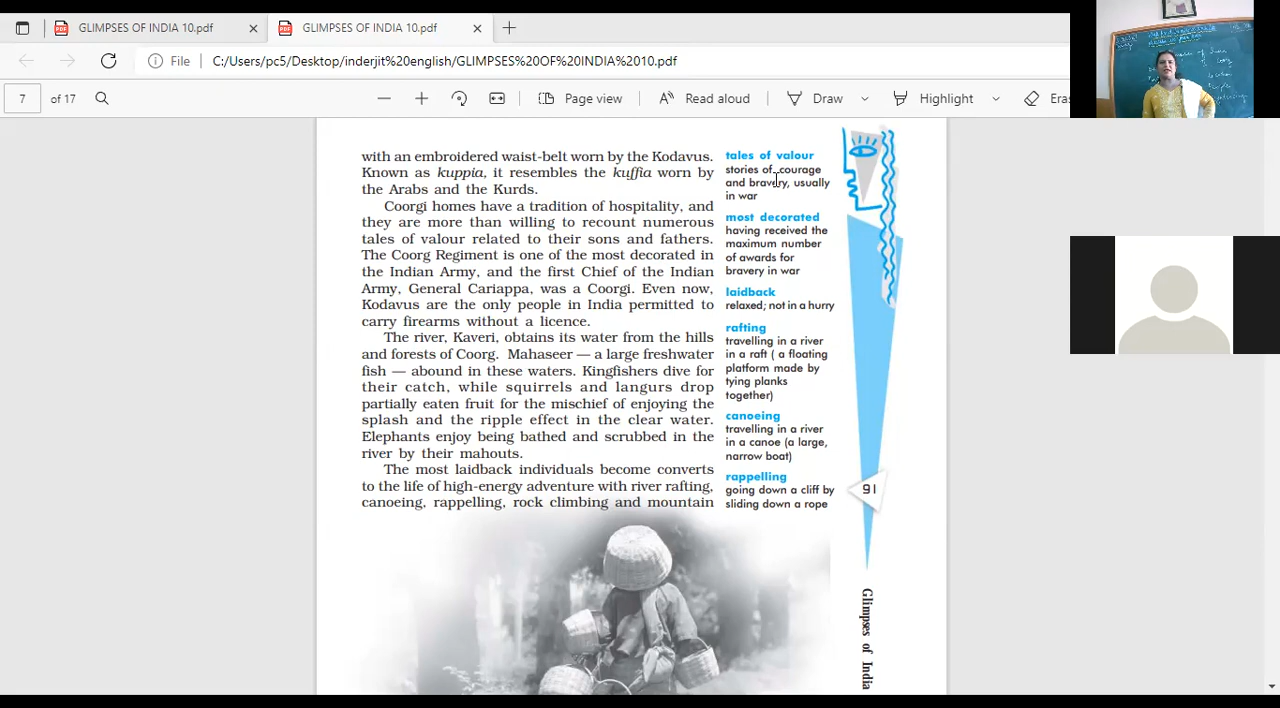 GLIMPSES OF INDIA 10.pdf
GLIMPSES OF INDIA 10.pdf
File
C:/Users/pc5/Desktop/inderjit%20english/GLIMPSES%20OF%20INDIA%2010.pdf
7
of 17
Page view
Read aloud
Draw
Highlight
Eras
with an embroidered waist-belt worn by the Kodavus.
Known as kuppia, it resembles the kuffia worn by
the Arabs and the Kurds.
Coorgi homes have a tradition of hospitality, and
they are more than willing to recount numerous
tales of valour related to their sons and fathers.
The Coorg Regiment is one of the most decorated in
the Indian Army, and the first Chief of the Indian
Army, General Cariappa, was a Coorgi. Even now,
Kodavus are the only people in India permitted to
carry firearms without a licence.
The river, Kaveri, obtains its water from the hills
and forests of Coorg. Mahaseer — a large freshwater
fish — abound in these waters. Kingfishers dive for
their catch, while squirrels and langurs drop
partially eaten fruit for the mischief of enjoying the
splash and the ripple effect in the clear water.
Elephants enjoy being bathed and scrubbed in the
river by their mahouts.
The most laidback individuals become converts
to the life of high-energy adventure with river rafting,
canoeing, rappelling, rock climbing and mountain
tales of valour
stories of courage
and bravery, usually
in war
most decorated
having received the
maximum number
of awards for
bravery in war
laidback
relaxed; not in a hurry
rafting
travelling in a river
in a raft ( a floating
platform made by
tying planks
together)
canoeing
travelling in a river
in a canoe (a large,
narrow boat)
rappelling
going down a cliff by
sliding down a rope
91
Glimpses of India